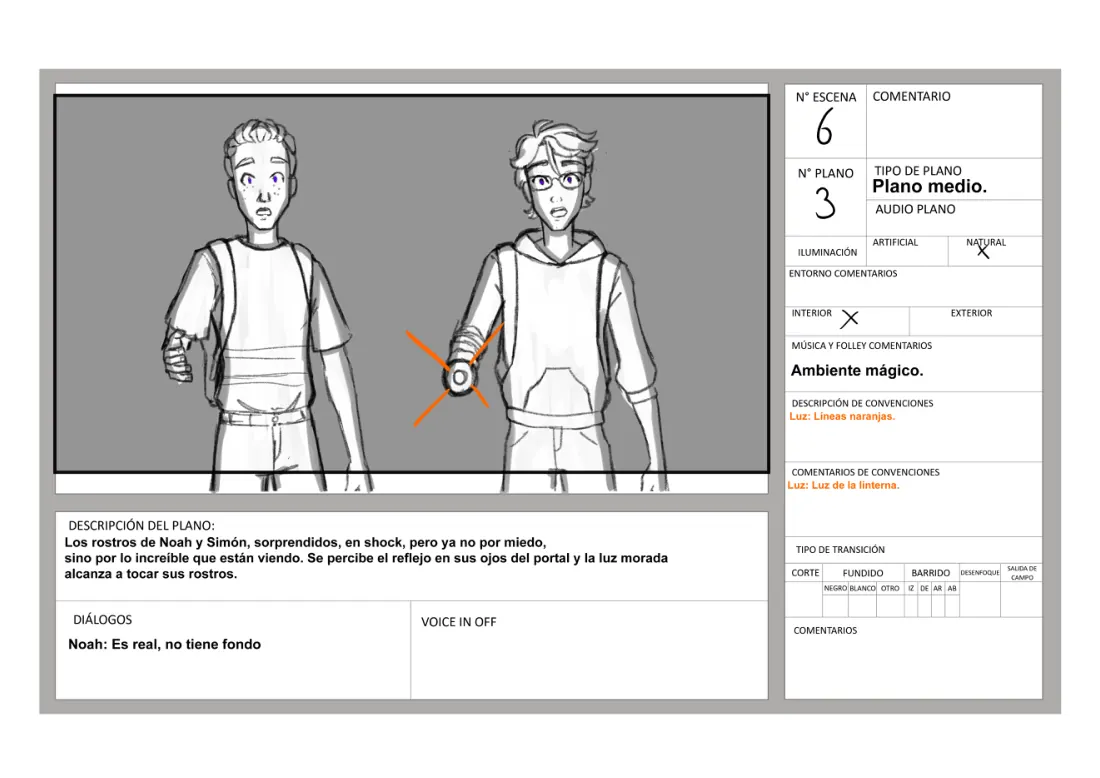 N° ESCENA
6
COMENTARIO
N° PLANO
3
TIPO DE PLANO
Plano medio.
AUDIO PLANO
ILUMINACIÓN
ARTIFICIAL
NATURAL
X
ENTORNO COMENTARIOS
INTERIOR X
EXTERIOR
MÚSICA Y FOLLEY COMENTARIOS
Ambiente mágico.
DESCRIPCIÓN DE CONVENCIONES
Luz: Líneas naranjas.
COMENTARIOS DE CONVENCIONES
Luz: Luz de la linterna.
TIPO DE TRANSICIÓN
CORTE FUNDIDO BARRIDO DESENFOQUE SALIDA DE
CAMPO
NEGRO BLANCO OTRO IZ DE AR AB
COMENTARIOS
DESCRIPCIÓN DEL PLANO:
Los rostros de Noah y Simón, sorprendidos, en shock, pero ya no por miedo,
sino por lo increíble que están viendo. Se percibe el reflejo en sus ojos del portal y la luz morada
alcanza a tocar sus rostros.
DIÁLOGOS
Noah: Es real, no tiene fondo
VOICE IN OFF